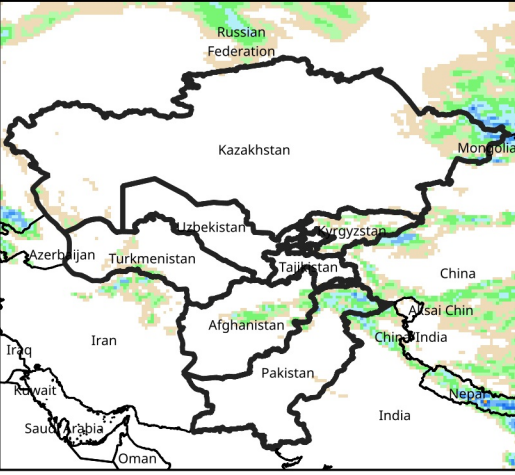 Russian
Federation
Kazakhstan
Mongolia
Uzbekistan
Kyrgyzstan
Azerbaijan
Turkmenistan
Tajikistan
China
Aksai Chin
Afghanistan
China/India
Iran
Iraq
Pakistan
Kuwait
Nepal
India
Saudi Arabia
Oman